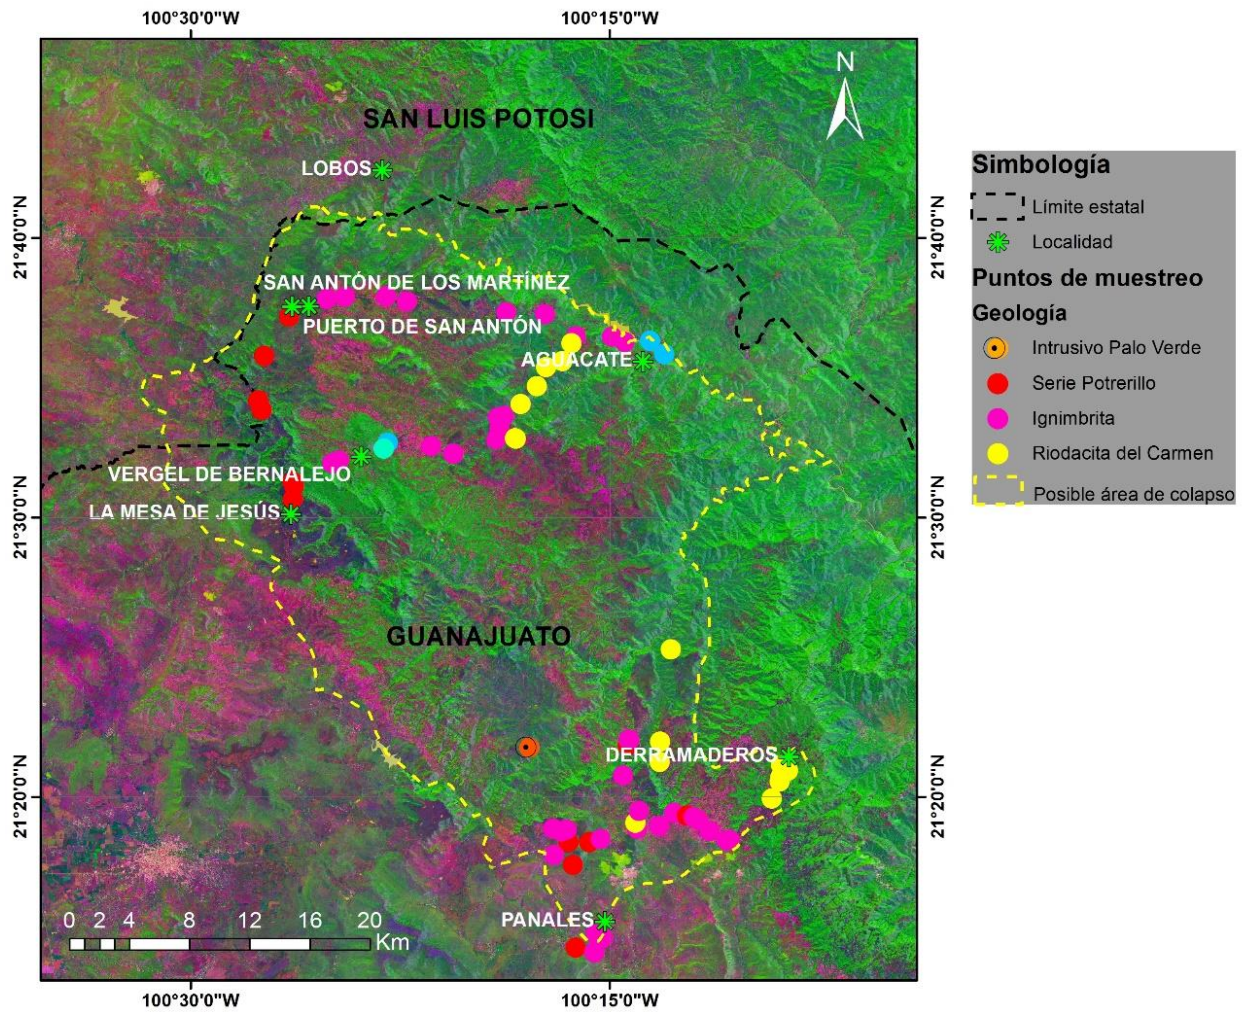 100°30'0"W
100°15'0"W
N
SAN LUIS POTOSI
LOBOS
21°40'0"N
21°40'0"N
SAN ANTÓN DE LOS MARTÍNEZ
PUERTO DE SAN ANTÓN
AGUACATE
VERGEL DE BERNALEJO
LA MESA DE JESÚS
21°30'0"N
21°30'0"N
GUANAJUATO
DERRAMADEROS
21°20'0"N
21°20'0"N
PANALES
0 2 4 8 12 16 20
Km
100°30'0"W
100°15'0"W
Simbología
Límite estatal
Localidad
Puntos de muestreo
Geología
Intrusivo Palo Verde
Serie Potrerillo
Ignimbrita
Riodacita del Carmen
Posible área de colapso